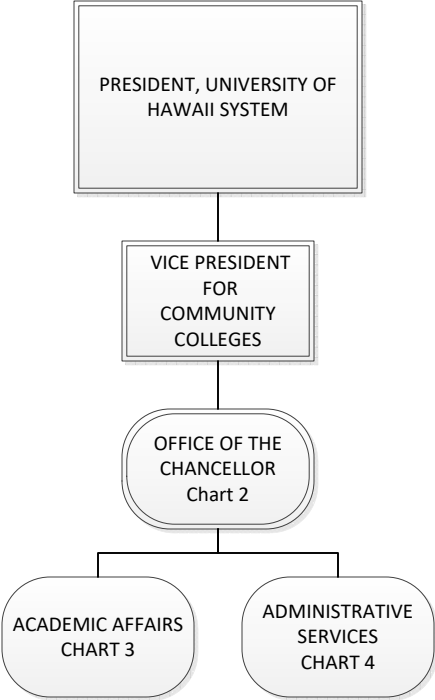 PRESIDENT, UNIVERSITY OF
HAWAII SYSTEM
VICE PRESIDENT
FOR
COMMUNITY
COLLEGES
OFFICE OF THE
CHANCELLOR
Chart 2
ACADEMIC AFFAIRS
CHART 3
ADMINISTRATIVE
SERVICES
CHART 4